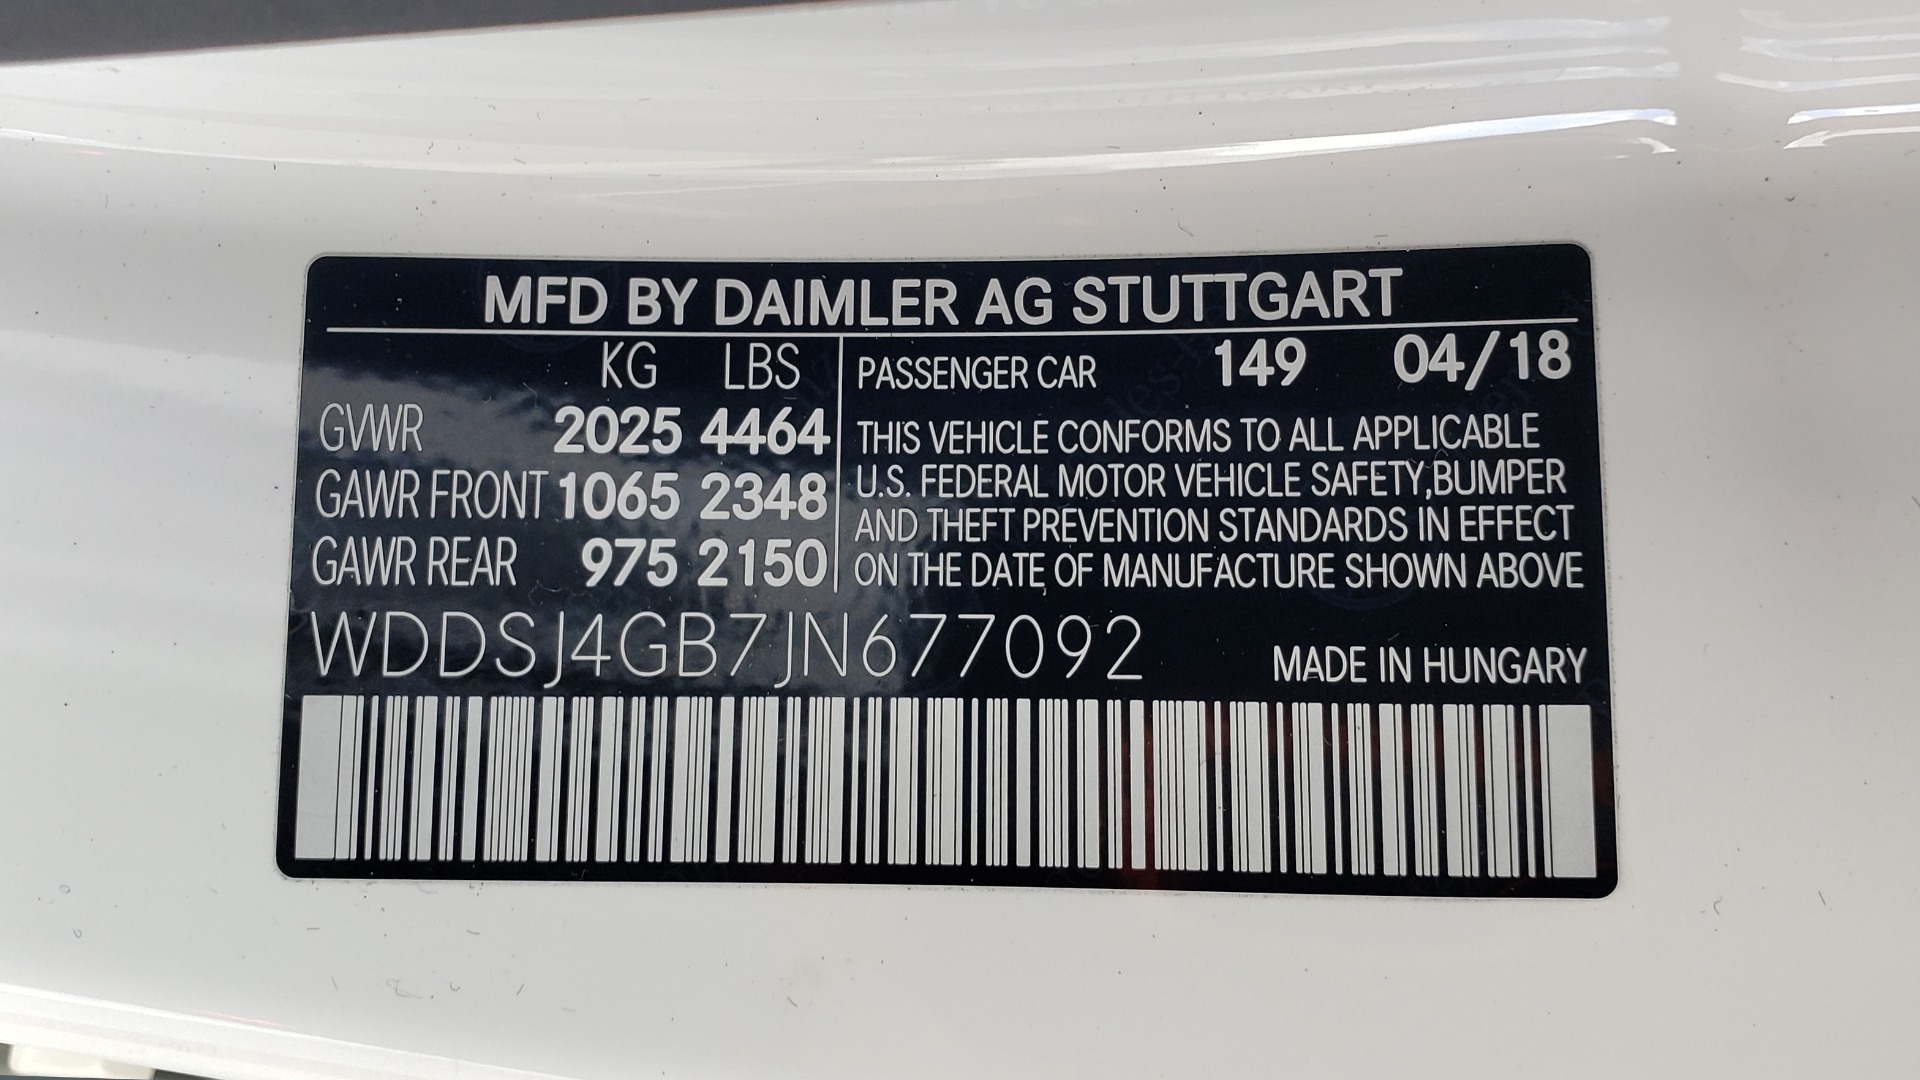 MFD BY DAIMLER AG STUTTGART
KG LBS
GVWR 2025 4464
GAWR FRONT 1065 2348
GAWR REAR 975 2150
PASSENGER CAR 149 04/18
THIS VEHICLE CONFORMS TO ALL APPLICABLE
U.S. FEDERAL MOTOR VEHICLE SAFETY,BUMPER
AND THEFT PREVENTION STANDARDS IN EFFECT
ON THE DATE OF MANUFACTURE SHOWN ABOVE
WDDSJ4GB7JN677092
MADE IN HUNGARY